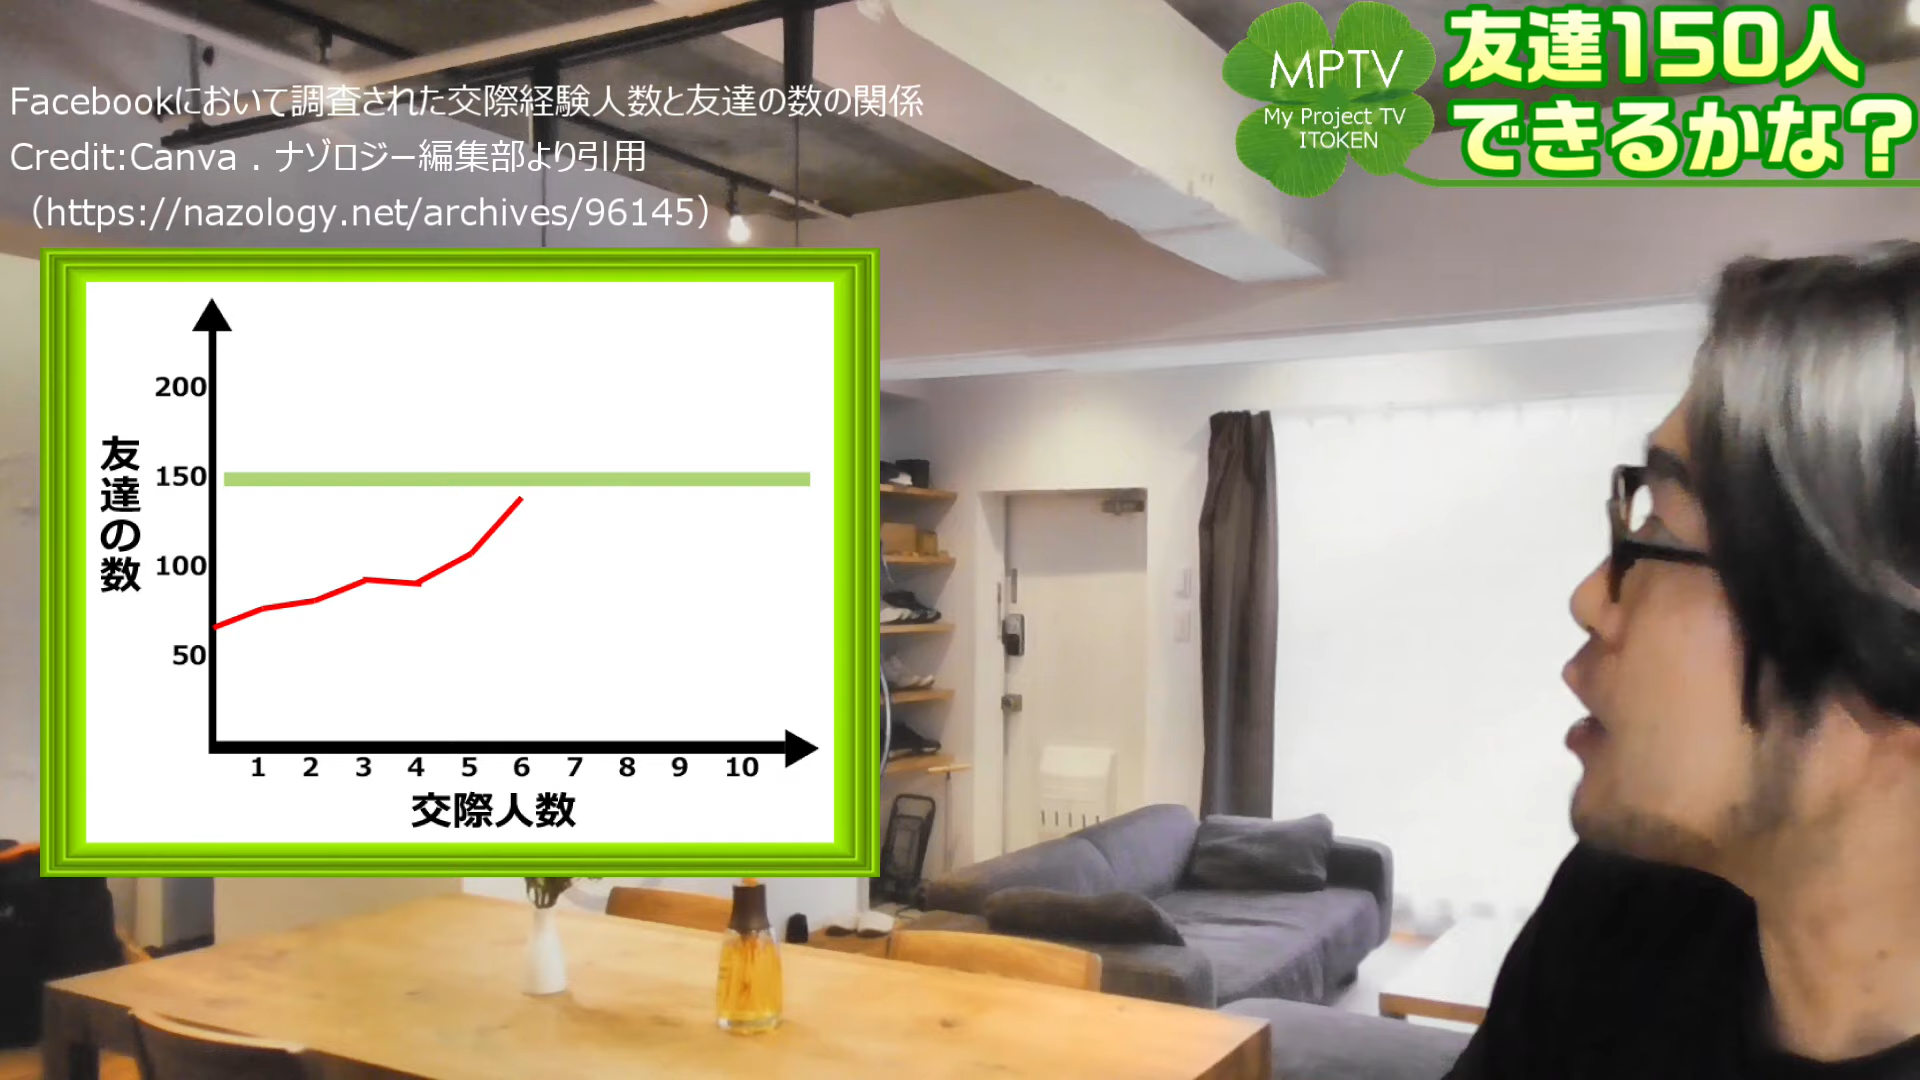 Facebookにおいて調査された交際経験人数と友達の数の関係
Credit:Canva . ナゾロジー編集部より引用
（https://nazology.net/archives/96145）
MPTV
My Project TV
ITOKEN
友達150人
できるかな？
200
150
100
50
友達の数
1 2 3 4 5 6 7 8 9 10
交際人数